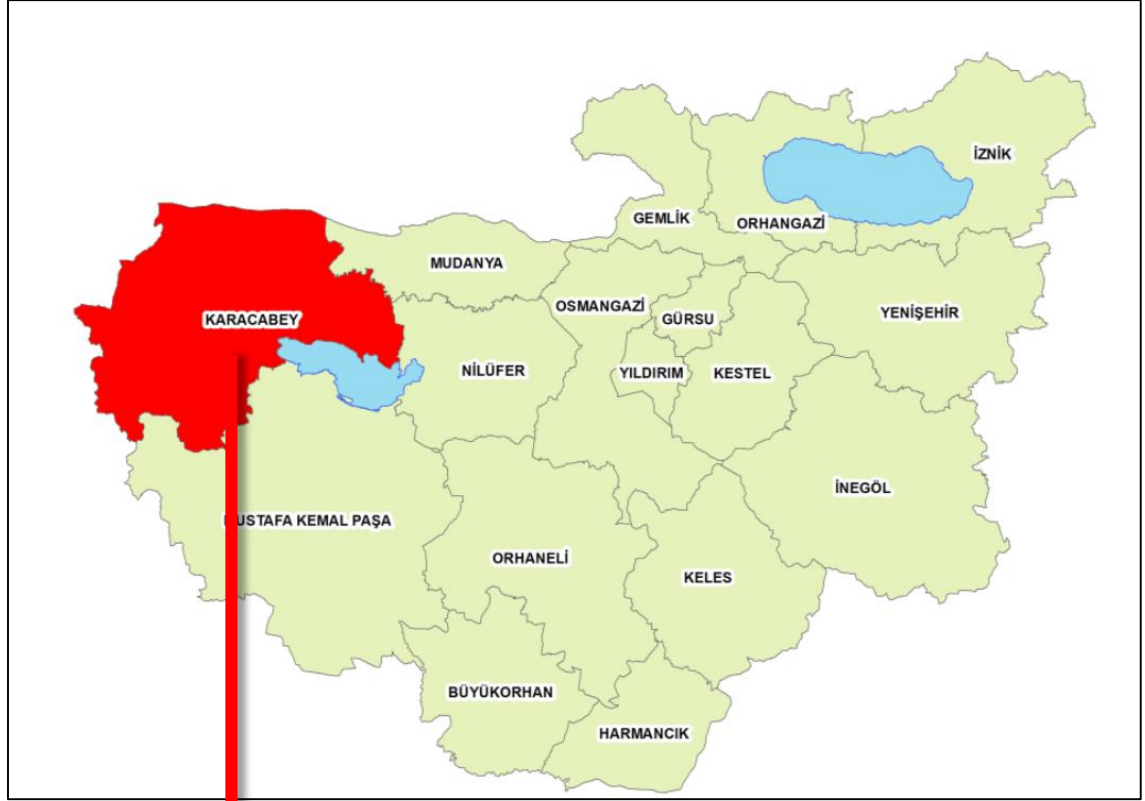 İZNİK
GEMLİK
ORHANGAZİ
MUDANYA
OSMANGAZİ
YENİŞEHİR
KARACABEY
GÜRSU
NİLÜFER
YILDIRIM
KESTEL
İNEGÖL
MUSTAFA KEMAL PAŞA
ORHANELİ
KELES
BÜYÜKORHAN
HARMANCIK